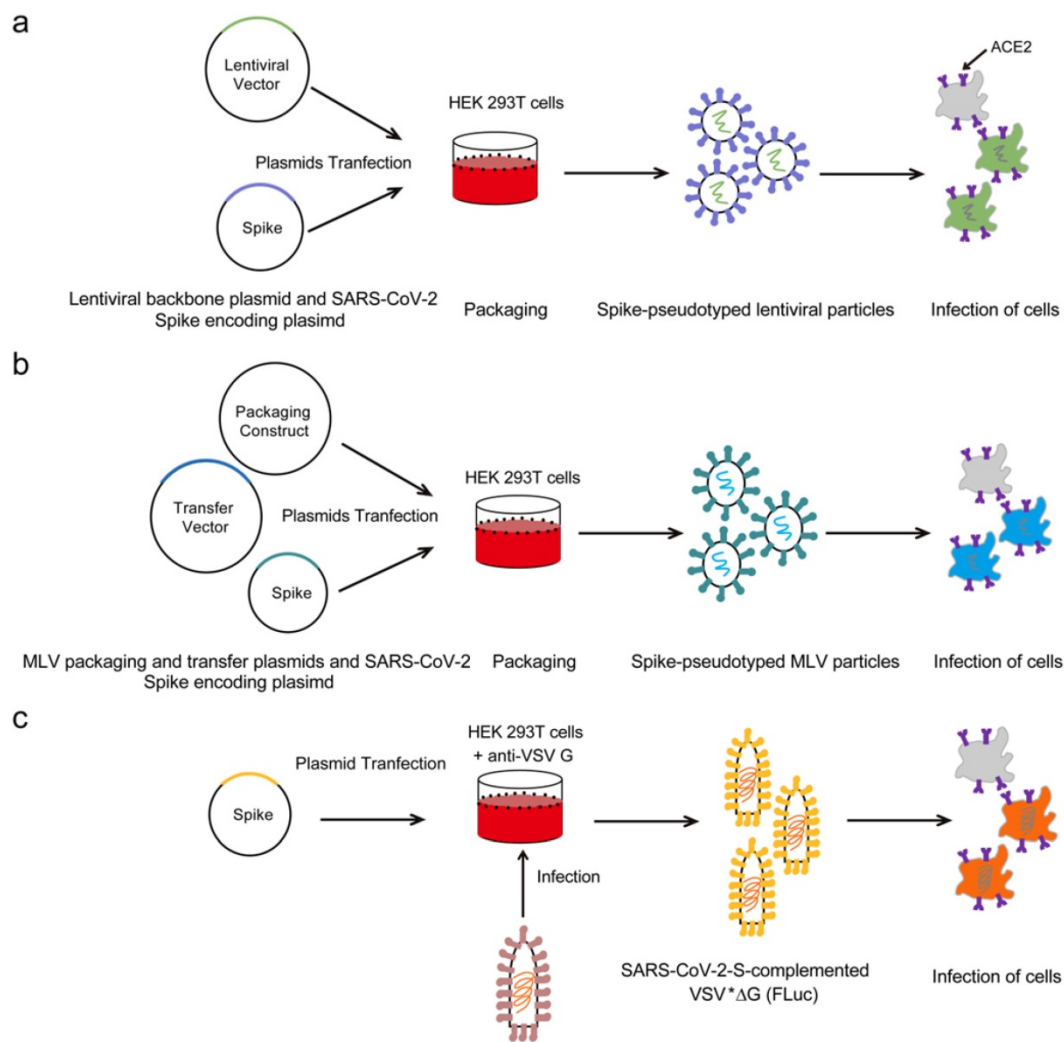 a
Lentiviral
Vector
Plasmids Tranfection
Spike
HEK 293T cells
ACE2
Lentiviral backbone plasmid and SARS-CoV-2
Spike encoding plasimd
Packaging
Spike-pseudotyped lentiviral particles
Infection of cells
b
Packaging
Construct
Transfer
Vector
Plasmids Tranfection
Spike
HEK 293T cells
MLV packaging and transfer plasmids and SARS-CoV-2
Spike encoding plasimd
Packaging
Spike-pseudotyped MLV particles
Infection of cells
c
Spike
Plasmid Tranfection
HEK 293T cells
+ anti-VSV G
Infection
SARS-CoV-2-S-complemented
VSV*ΔG (FLuc)
Infection of cells